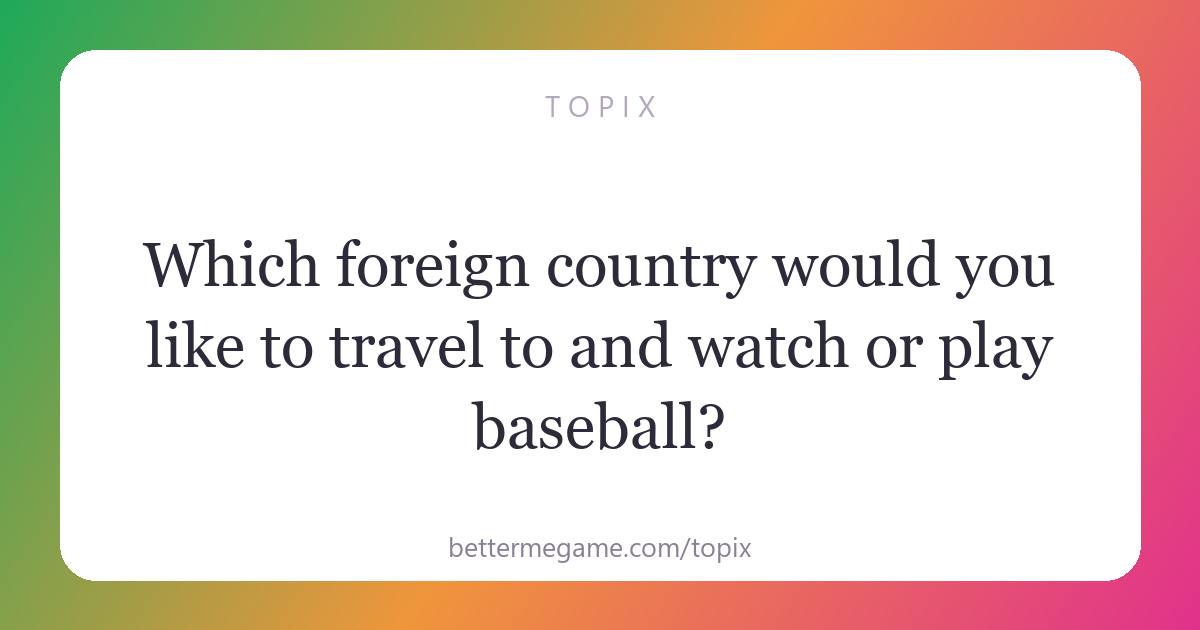 TOPIX
Which foreign country would you
like to travel to and watch or play
baseball?
bettermegame.com/topix